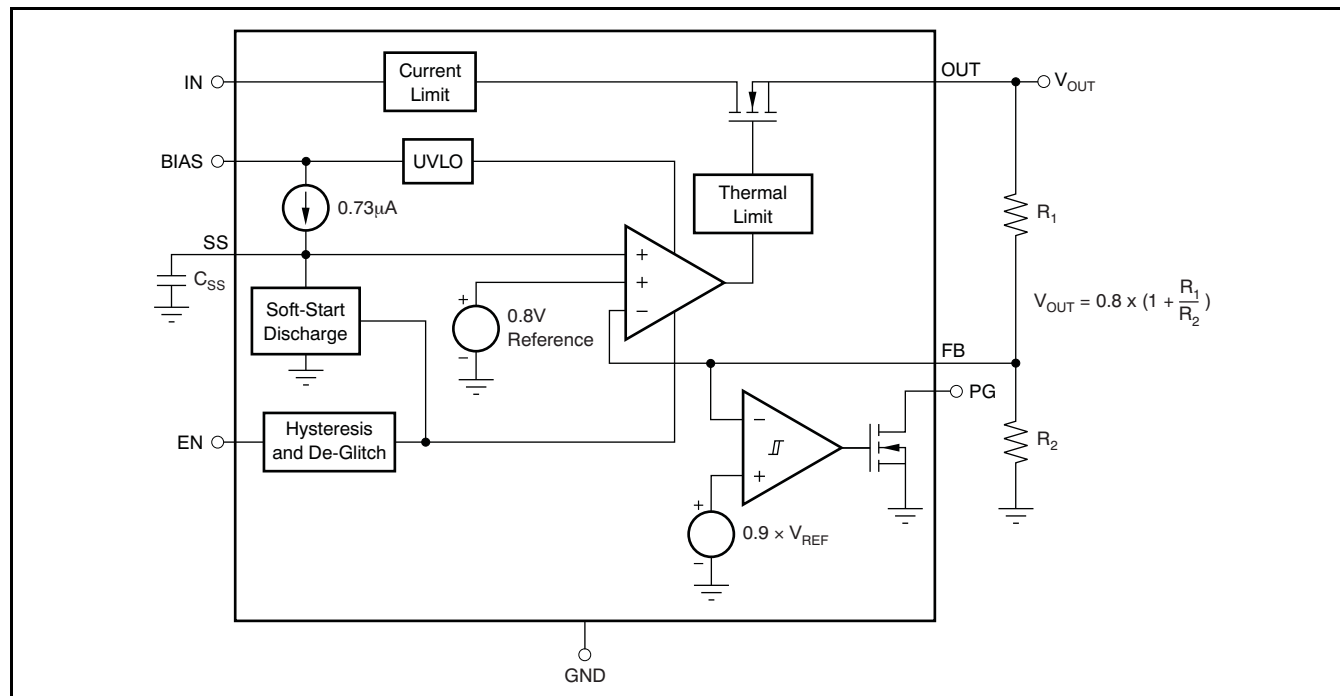 IN
Current
Limit
OUT
V_OUT
BIAS
UVLO
0.73µA
Thermal
Limit
R_1
SS
C_SS
+
+
−
Soft-Start
Discharge
+
−
0.8V
Reference
V_OUT = 0.8 x (1 + R_1/R_2)
FB
PG
EN
Hysteresis
and De-Glitch
−
+
R_2
+
−
0.9 × V_REF
GND